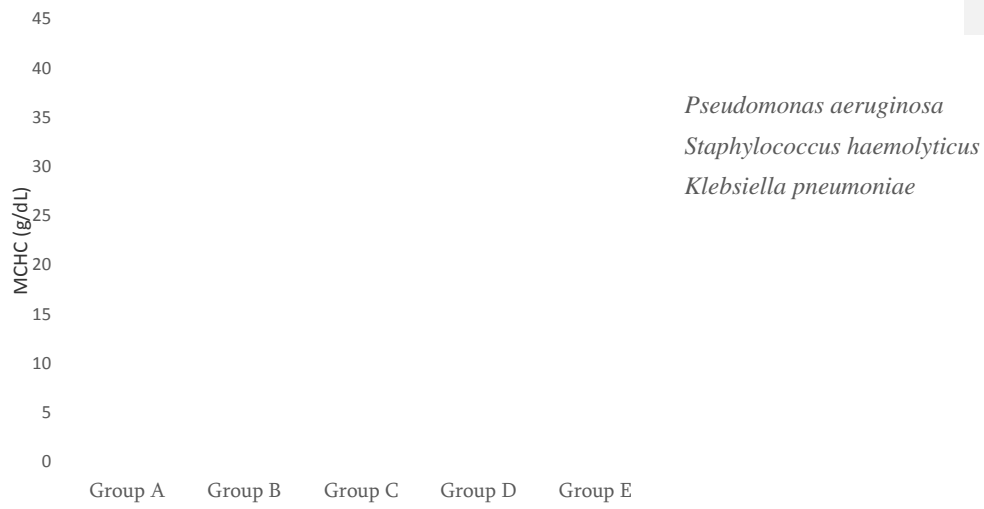 45
40
35
30
25
20
15
10
5
0
MCHC (g/dL)
Group A Group B Group C Group D Group E
Pseudomonas aeruginosa
Staphylococcus haemolyticus
Klebsiella pneumoniae